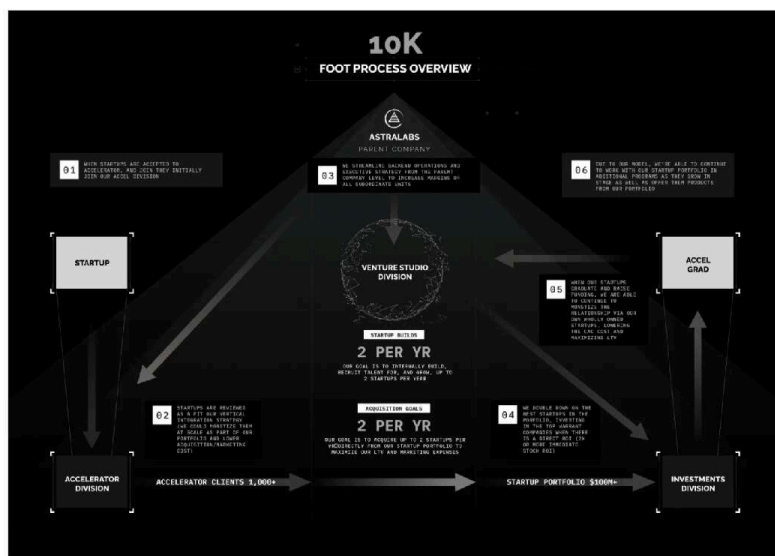 10K
FOOT PROCESS OVERVIEW
ASTRALABS
PARENT COMPANY
01
WHEN STARTUPS ARE ACCEPTED TO
ACCELERATOR, AND JOIN THEY INITIALLY
JOIN OUR ACCEL DIVISION
03
WE STREAMLINE BACKEND OPERATIONS AND
EXECUTIVE STRATEGY FROM THE PARENT
COMPANY LEVEL TO INCREASE MARGINS OF
ALL SUBORDINATE UNITS
06
DUE TO OUR MODEL, WE'RE ABLE TO CONTINUE
TO WORK WITH OUR STARTUP PORTFOLIO IN
ADDITIONAL PROGRAMS AS THEY GROW IN
STAGE AS WELL AS OFFER THEM PRODUCTS
FROM OUR PORTFOLIO
STARTUP
VENTURE STUDIO
DIVISION
ACCEL
GRAD
05
WHEN OUR STARTUPS
GRADUATE AND RAISE
FUNDING, WE ARE ABLE
TO CONTINUE TO
MONETIZE THE
RELATIONSHIP VIA OUR
OWN WHOLLY OWNED
STARTUPS, LOWERING
THE CAC COST AND
MAXIMIZING LTV
STARTUP BUILDS
2 PER YR
OUR GOAL IS TO INTERNALLY BUILD,
RECRUIT TALENT FOR, AND GROW, UP TO
2 STARTUPS PER YEAR
02
STARTUPS ARE REVIEWED
AS A FIT OUR VERTICAL
INTEGRATION STRATEGY
(WE COULD MONETIZE THEM
AT SCALE AS PART OF OUR
PORTFOLIO AND LOWER
ACQUISITION/MARKETING
COST)
ACQUISITION GOALS
2 PER YR
OUR GOAL IS TO ACQUIRE UP TO 2 STARTUPS PER
YR DIRECTLY FROM OUR STARTUP PORTFOLIO TO
MAXIMIZE OUR LTV AND MARKETING EXPENSES
04
WE DOUBLE DOWN ON THE
BEST STARTUPS IN THE
PORTFOLIO, INVESTING
IN THE TOP WARRANT
COMPANIES WHEN THERE
IS A DIRECT ROI (2X
OR MORE IMMEDIATE
STOCK ROI)
ACCELERATOR
DIVISION
ACCELERATOR CLIENTS 1,000+
STARTUP PORTFOLIO $100M+
INVESTMENTS
DIVISION